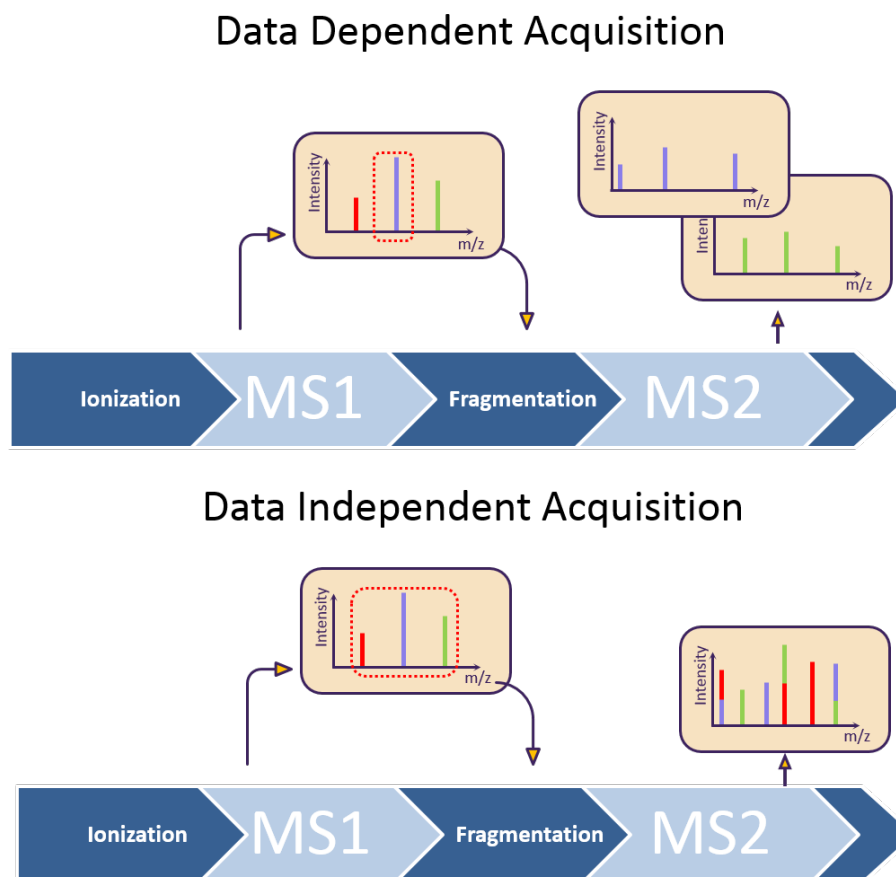 Data Dependent Acquisition
Intensity
m/z
Intensity
m/z
Inten
m/z
Ionization
MS1
Fragmentation
MS2
Data Independent Acquisition
Intensity
m/z
Intensity
m/z
Ionization
MS1
Fragmentation
MS2